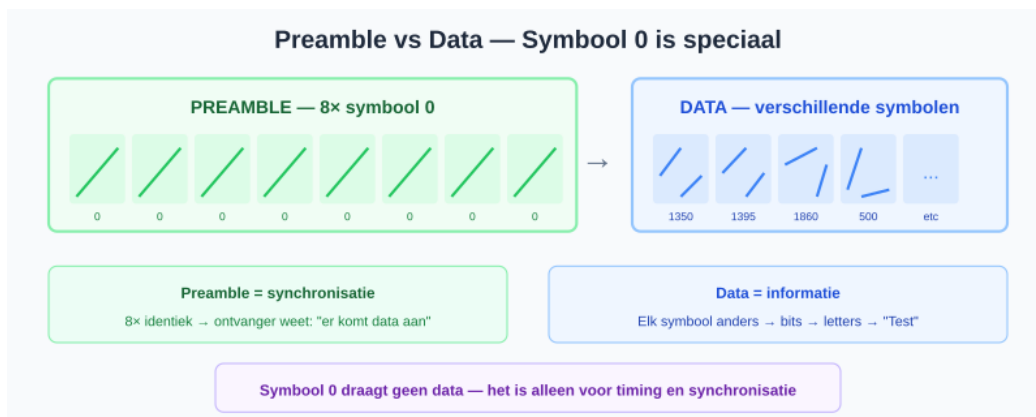 Preamble vs Data — Symbool 0 is speciaal
PREAMBLE — 8× symbool 0
0 0 0 0 0 0 0 0
→
DATA — verschillende symbolen
...
1350 1395 1860 500 etc
Preamble = synchronisatie
8× identiek → ontvanger weet: "er komt data aan"
Data = informatie
Elk symbool anders → bits → letters → "Test"
Symbool 0 draagt geen data — het is alleen voor timing en synchronisatie